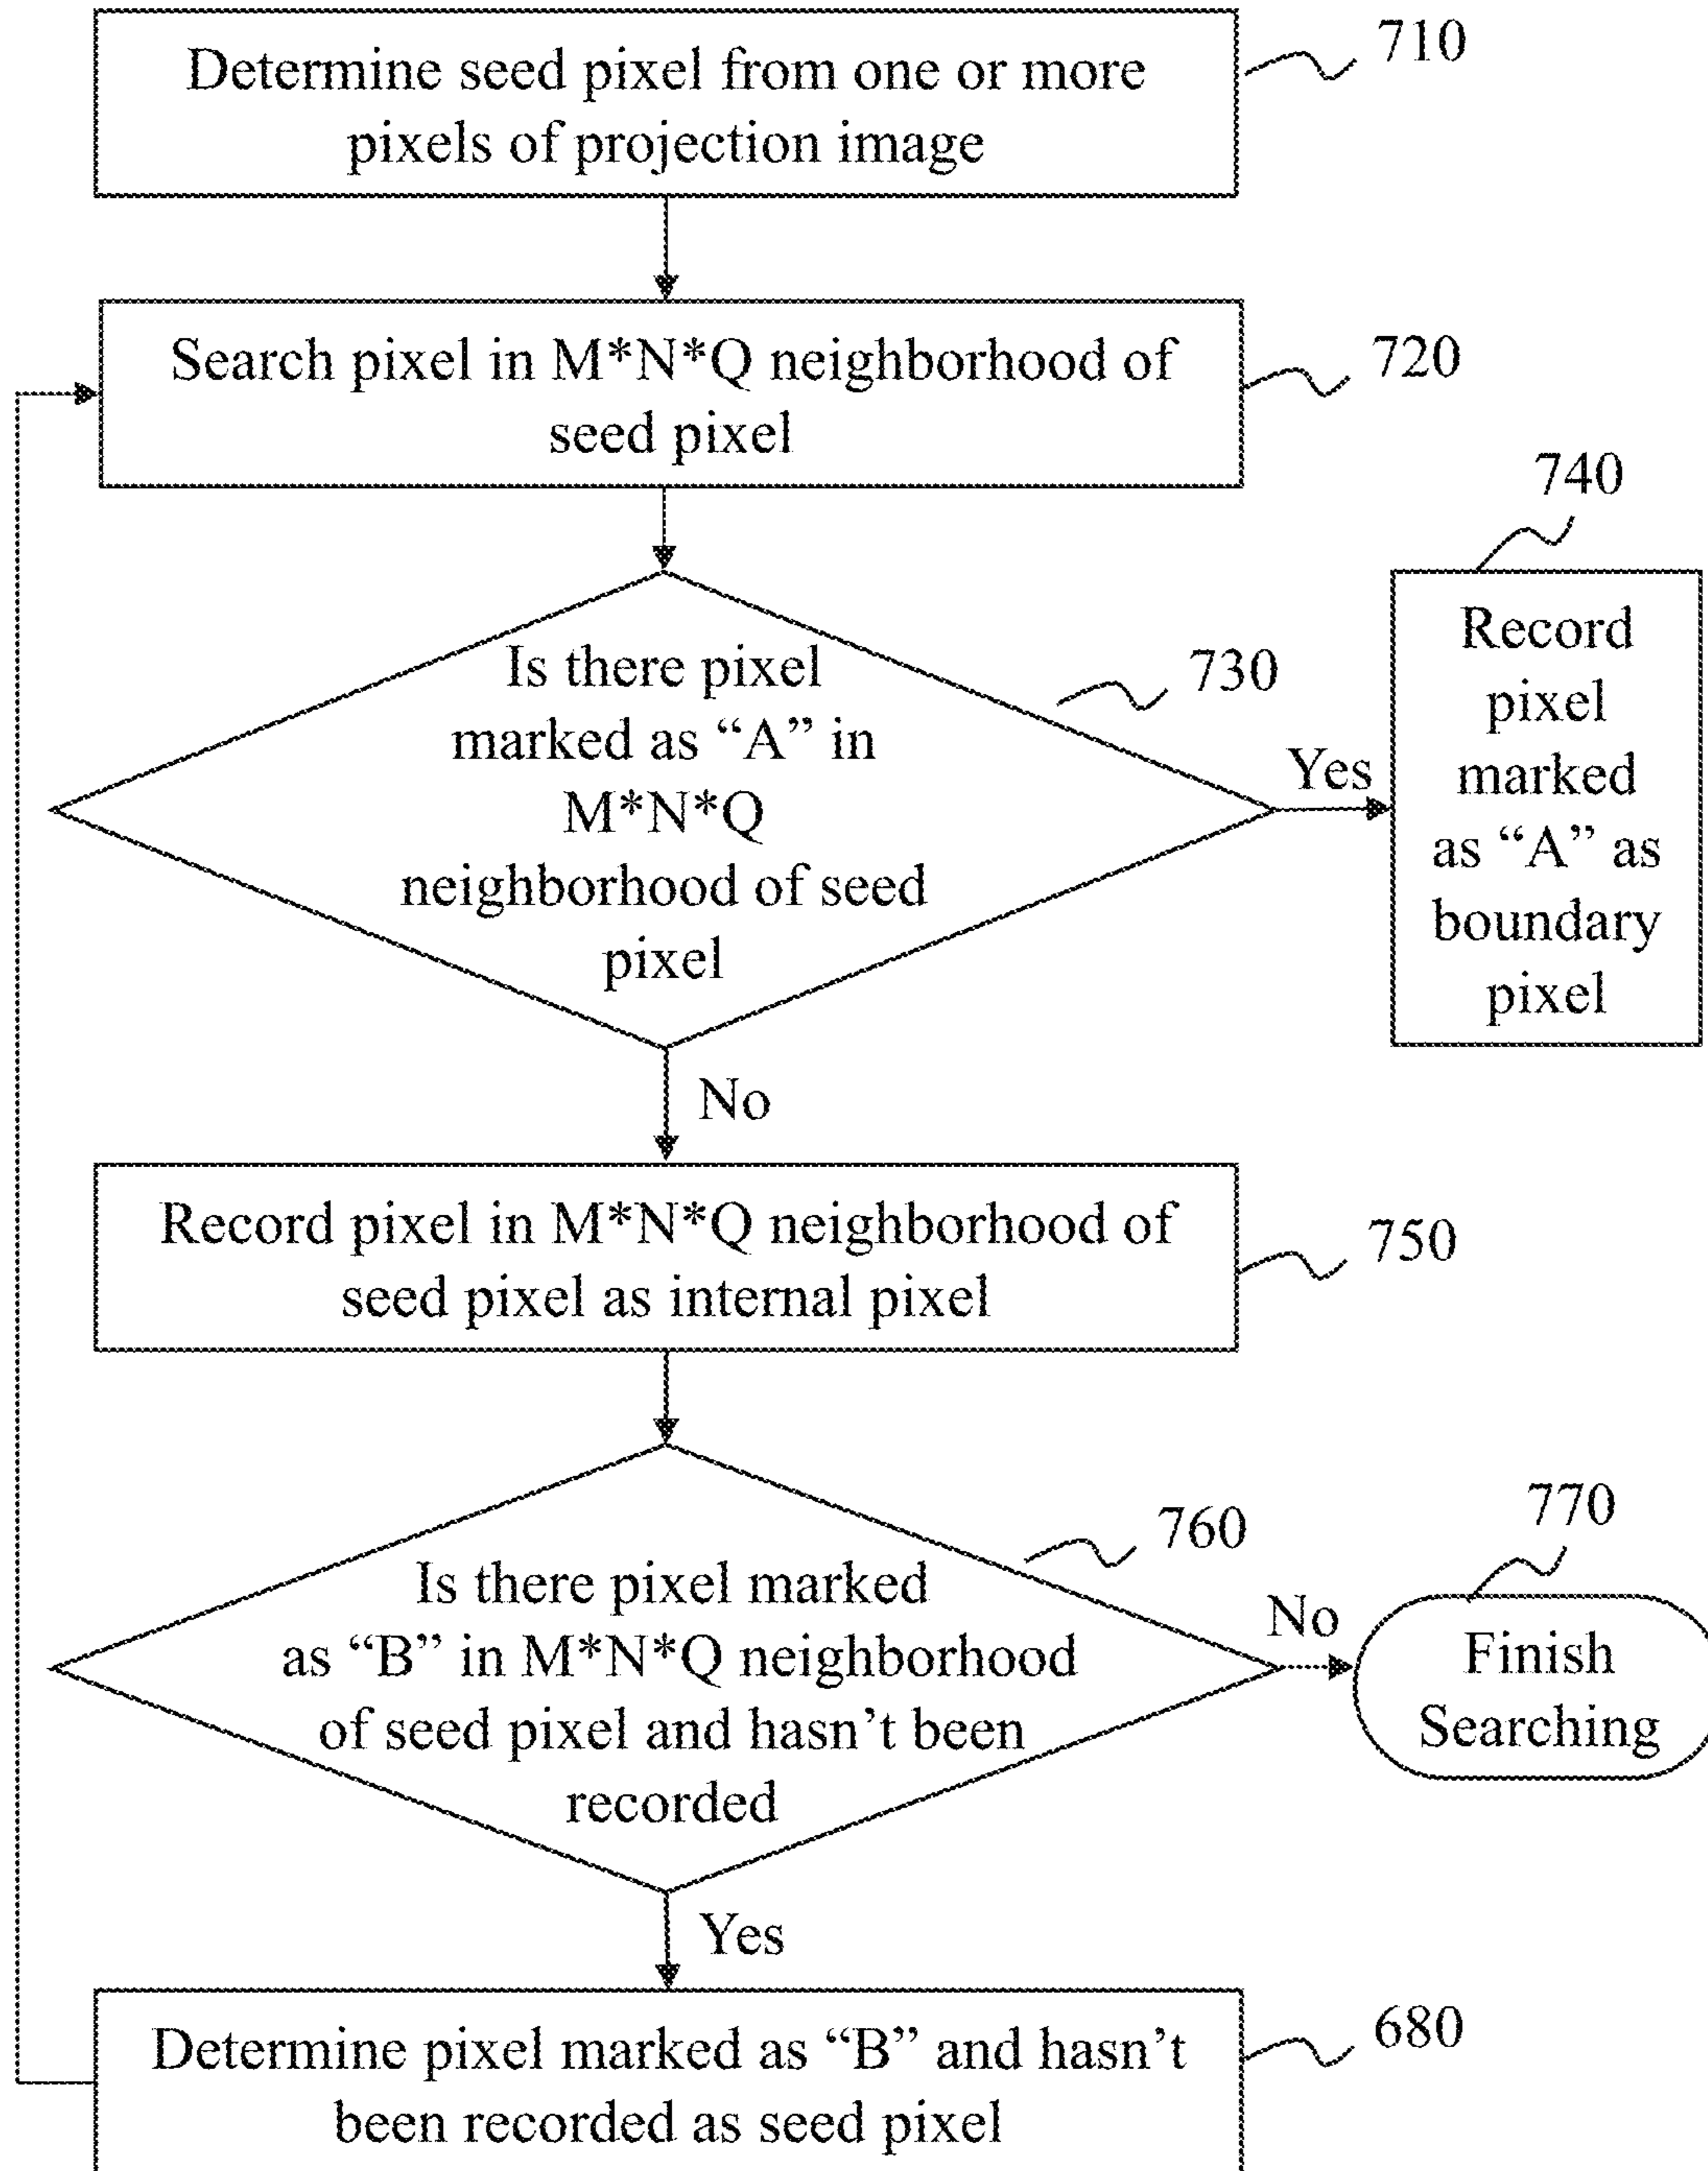 Determine seed pixel from one or more
pixels of projection image
710
Search pixel in M*N*Q neighborhood of
seed pixel
720
Is there pixel
marked as “A” in
M*N*Q
neighborhood of seed
pixel
730
Yes
740
Record
pixel
marked
as “A” as
boundary
pixel
No
Record pixel in M*N*Q neighborhood of
seed pixel as internal pixel
750
Is there pixel marked
as “B” in M*N*Q neighborhood
of seed pixel and hasn’t been
recorded
760
No
770
Finish
Searching
Yes
Determine pixel marked as “B” and hasn’t
been recorded as seed pixel
680